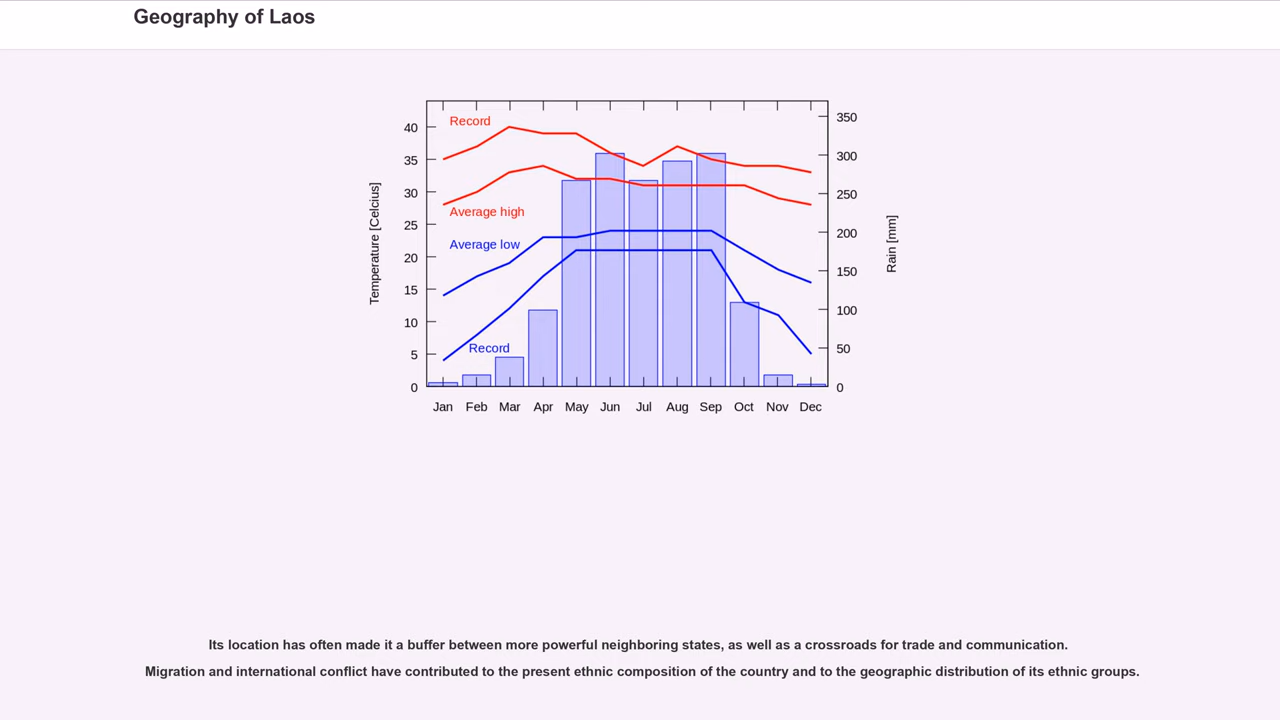 Geography of Laos
Record
Average high
Average low
Record
Temperature [Celcius]
40
35
30
25
20
15
10
5
0
350
300
250
200
150
100
50
0
Rain [mm]
Jan Feb Mar Apr May Jun Jul Aug Sep Oct Nov Dec
Its location has often made it a buffer between more powerful neighboring states, as well as a crossroads for trade and communication.
Migration and international conflict have contributed to the present ethnic composition of the country and to the geographic distribution of its ethnic groups.